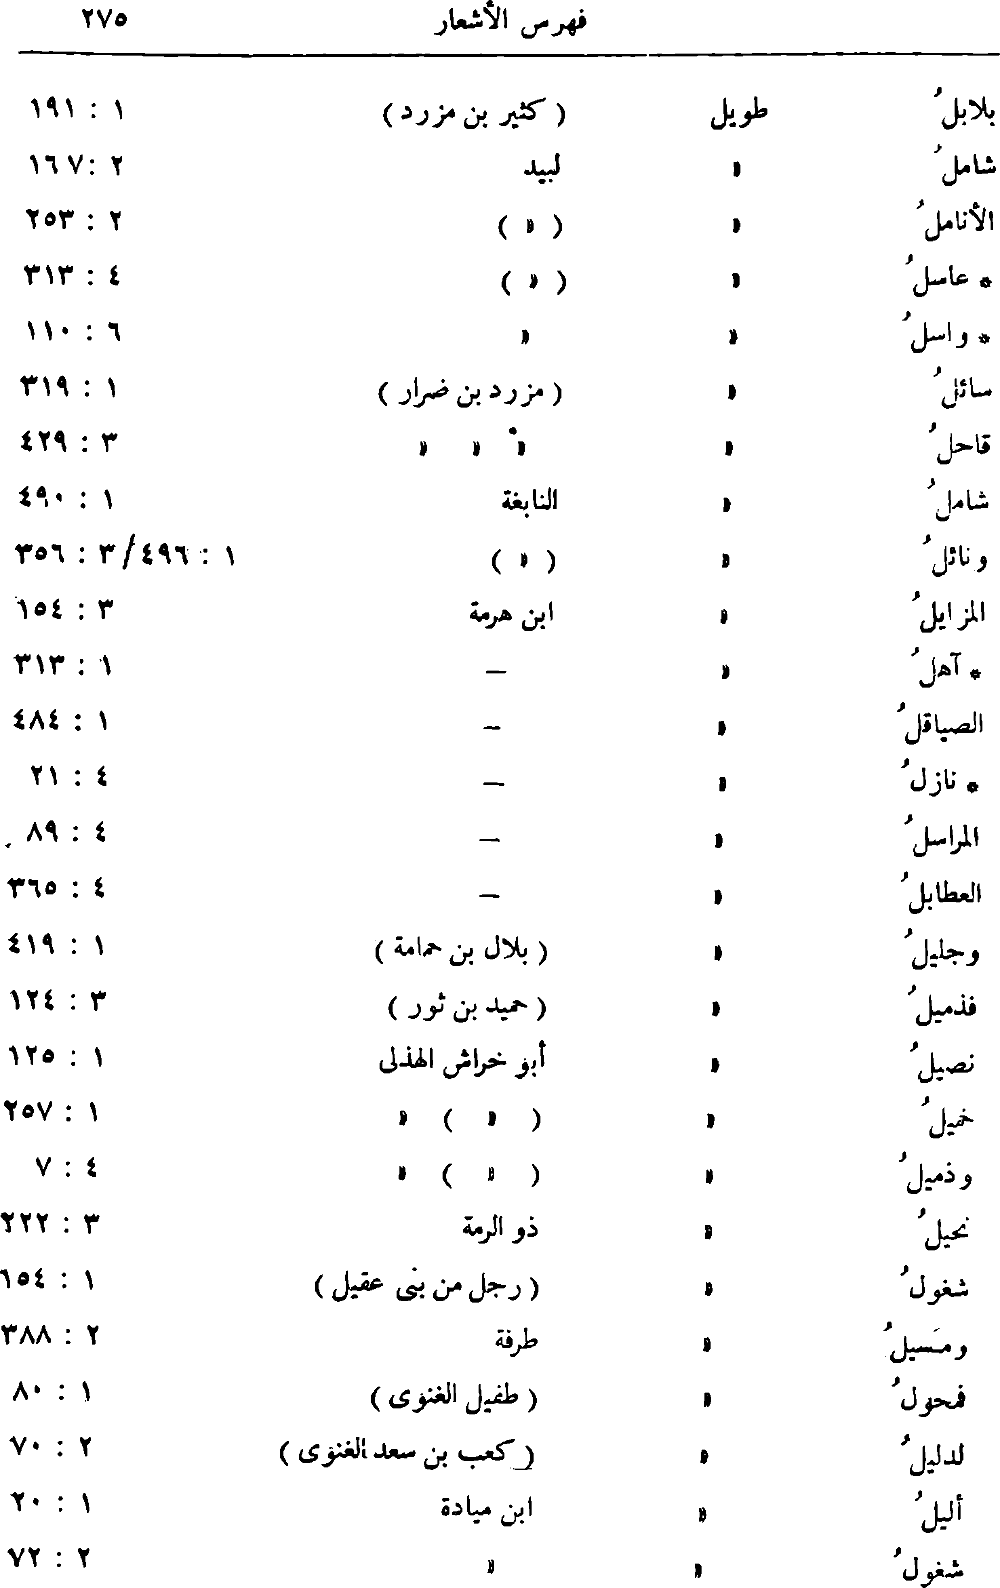 فهرس الأشعار ٢٧٥
بلابلُ طويل ( كثير بن مزرد ) ١ : ١٩١
شاملُ » لبيد ٢ : ١٦٧
الأناملُ » ( » ) ٢ : ٢٥٣
* عاسلُ » ( » ) ٤ : ٣١٣
* واسلُ » » ٦ : ١١٠
سائلُ » ( مزرد بن ضرار ) ١ : ٣١٩
قاحلُ » » » » ٣ : ٤٢٩
شاملُ » النابغة ١ : ٤٩٠
ونائلُ » ( » ) ١ : ٤٩٦/٣ : ٣٥٦
المزايلُ » ابن هرمة ٣ : ١٥٤
* آهلُ » — ١ : ٣١٣
الصياقلُ » — ١ : ٤٨٤
* نازلُ » — ٤ : ٢١
المراسلُ » — ٤ : ٨٩
العطابلُ » — ٤ : ٣٦٥
وجليلُ » ( بلال بن حمامة ) ١ : ٤١٩
فذميلُ » ( حميد بن ثور ) ٣ : ١٢٤
نصيلُ » أبو خراش الهذلى ١ : ١٢٥
خميلُ » ( » ) » ١ : ٢٥٧
وذميلُ » ( » ) » ٤ : ٧
نحيلُ » ذو الرمة ٣ : ٢٢٢
شغولُ » ( رجل من بنى عقيل ) ١ : ٦٥٤
ومَسيلُ » طرفة ٢ : ٣٨٨
فمحولُ » ( طفيل الغنوى ) ١ : ٨٠
لدليلُ » ( كعب بن سعد الغنوى ) ٢ : ٧٠
أليلُ » ابن ميادة ١ : ٢٠
شغولُ » » ٢ : ٧٢